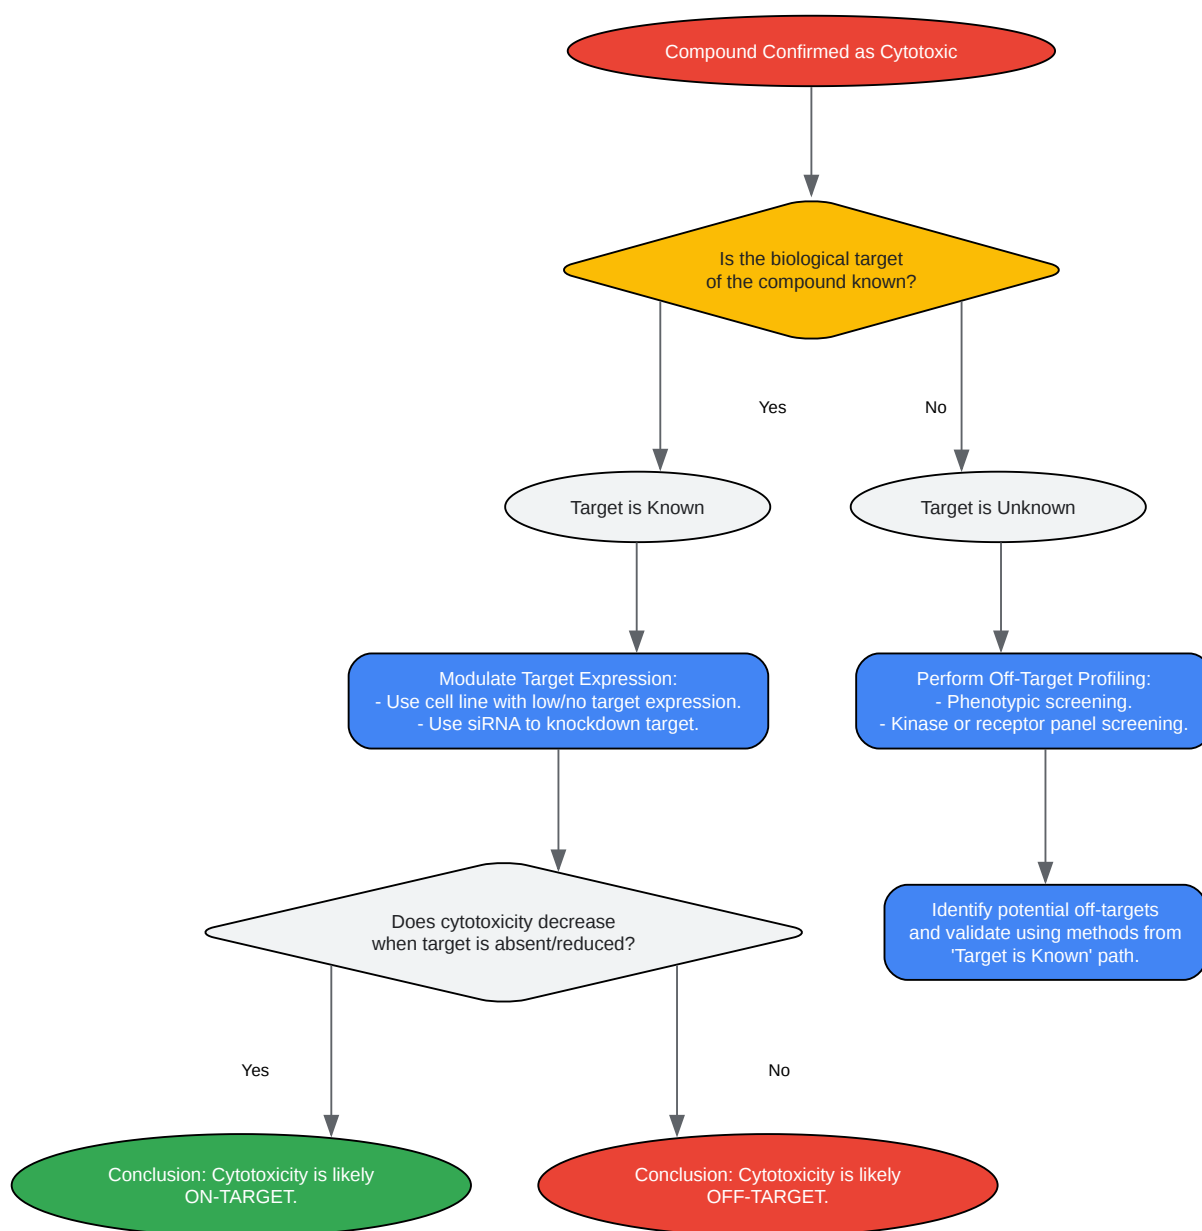 Compound Confirmed as Cytotoxic
Is the biological target
of the compound known?
Yes
No
Target is Known
Target is Unknown
Modulate Target Expression:
- Use cell line with low/no target expression.
- Use siRNA to knockdown target.
Perform Off-Target Profiling:
- Phenotypic screening.
- Kinase or receptor panel screening.
Does cytotoxicity decrease
when target is absent/reduced?
Identify potential off-targets
and validate using methods from
'Target is Known' path.
Yes
No
Conclusion: Cytotoxicity is likely
ON-TARGET.
Conclusion: Cytotoxicity is likely
OFF-TARGET.